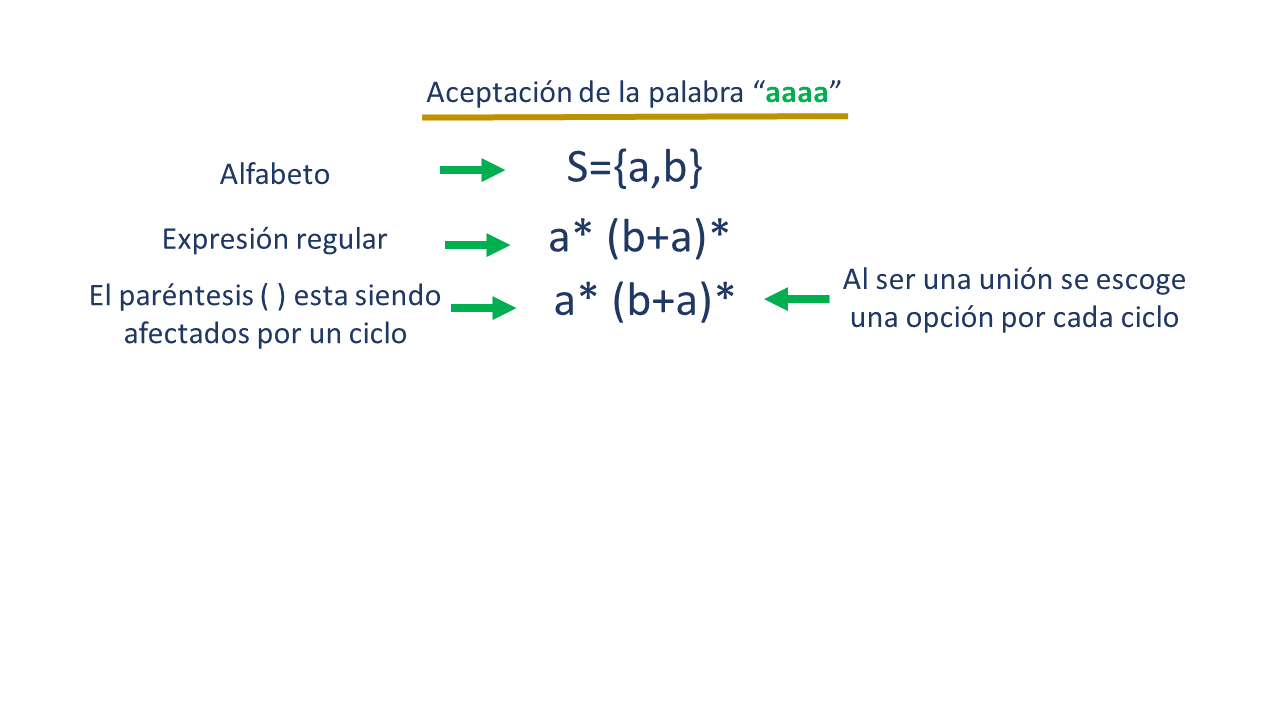 Aceptación de la palabra “aaaa”
Alfabeto
S={a,b}
Expresión regular
a* (b+a)*
El paréntesis ( ) esta siendo
afectados por un ciclo
a* (b+a)*
Al ser una unión se escoge
una opción por cada ciclo